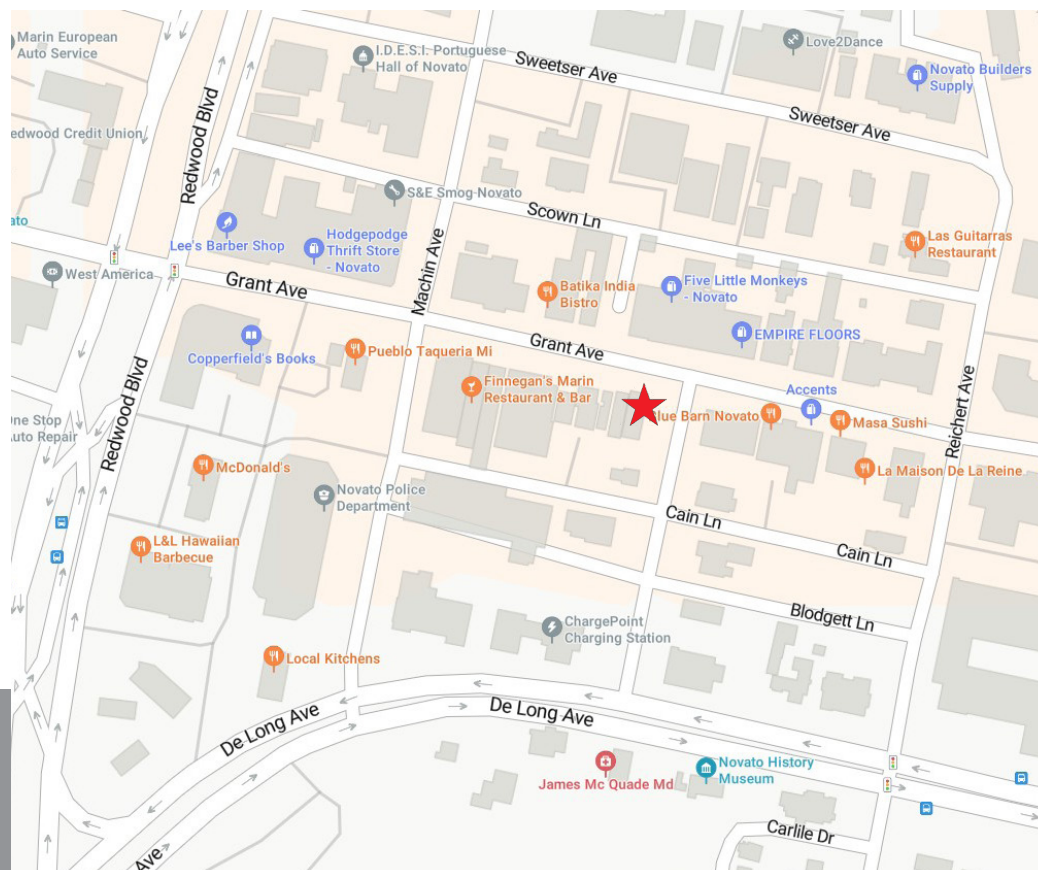 Marin European
Auto Service
I.D.E.S.I. Portuguese
Hall of Novato
Love2Dance
Novato Builders
Supply
Sweetser Ave
Sweetser Ave
Redwood Blvd
edwood Credit Union
S&E Smog Novato
Scown Ln
ato
Lee's Barber Shop
Hodgepodge
Thrift Store
- Novato
Machin Ave
Las Guitarras
Restaurant
West America
Grant Ave
Batika India
Bistro
Five Little Monkeys
- Novato
EMPIRE FLOORS
Copperfield's Books
Pueblo Taqueria Mi
Grant Ave
Finnegan's Marin
Restaurant & Bar
Accents
Blue Barn Novato
Masa Sushi
Reichert Ave
One Stop
uto Repair
Redwood Blvd
McDonald's
La Maison De La Reine
Novato Police
Department
Cain Ln
Cain Ln
L&L Hawaiian
Barbecue
Blodgett Ln
ChargePoint
Charging Station
Local Kitchens
De Long Ave
De Long Ave
James Mc Quade Md
Novato History
Museum
Carlile Dr
Ave